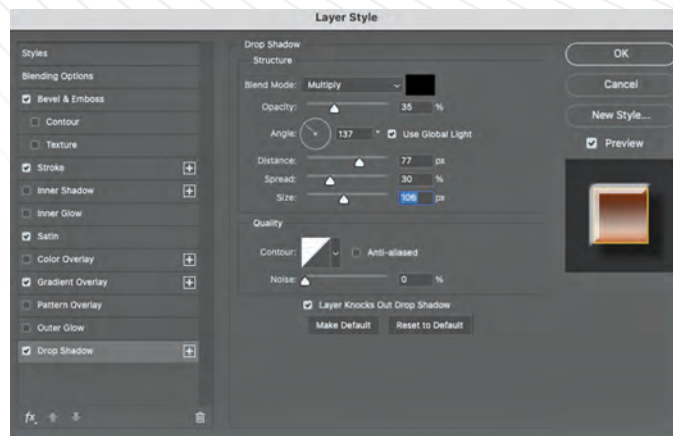 Layer Style
Styles
Blending Options
Bevel & Emboss
Contour
Texture
Stroke
Inner Shadow
Inner Glow
Satin
Color Overlay
Gradient Overlay
Pattern Overlay
Outer Glow
Drop Shadow
fx
Drop Shadow
Structure
Blend Mode: Multiply
Opacity: 35 %
Angle: 137 ° Use Global Light
Distance: 77 px
Spread: 30 %
Size: 106 px
Quality
Contour: Anti-aliased
Noise: 0 %
Layer Knocks Out Drop Shadow
Make Default Reset to Default
OK
Cancel
New Style...
Preview